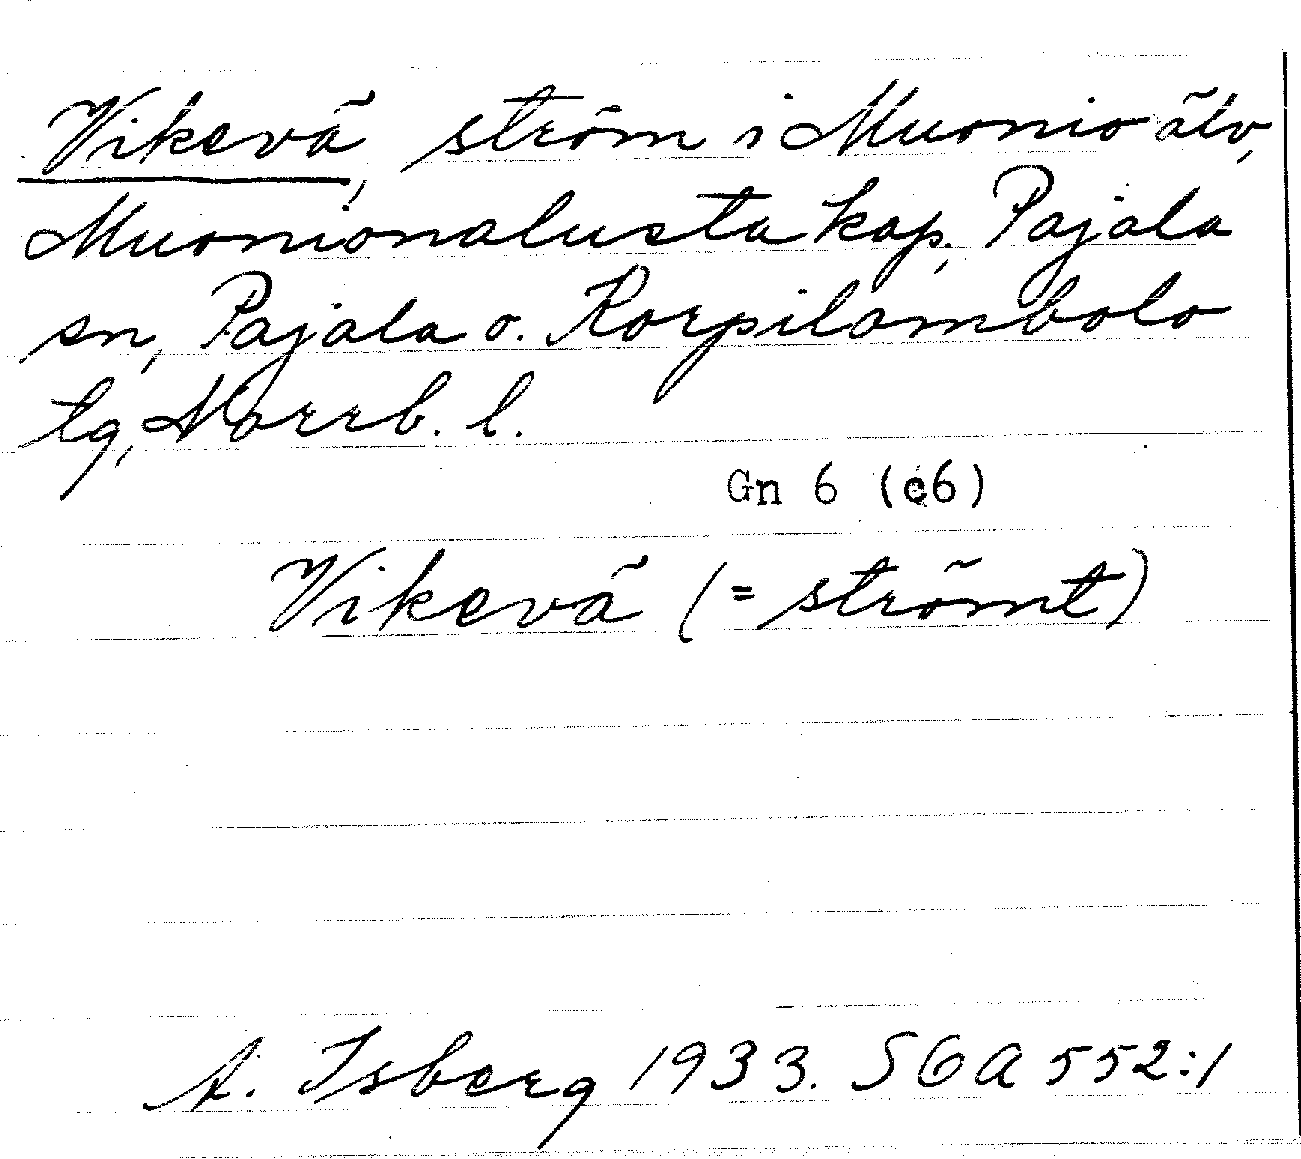 Vikevä, ström i Muonio älv,
Muonionalusta kap, Pajala
sn, Pajala o. Korpilombolo
tg, Norrb. l.
Gn 6 (c6)
Vikevä (= strömt)
A. Isberg 1933. SOA 552:1